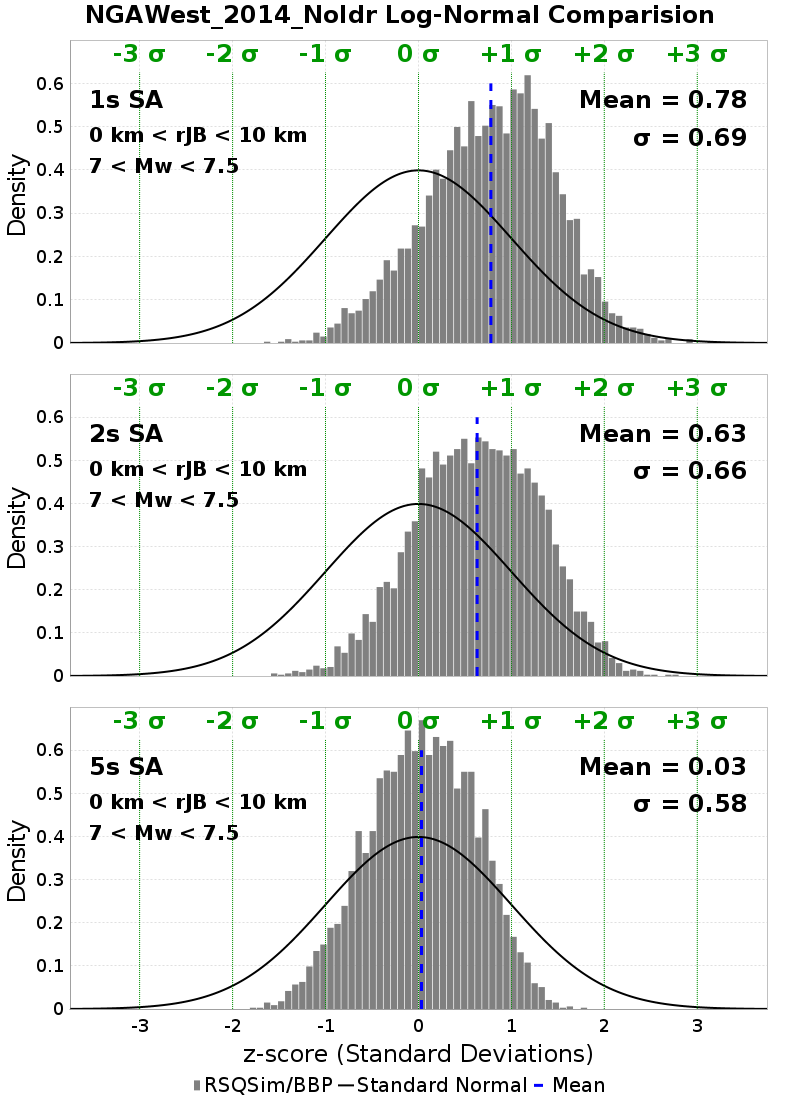 NGAWest_2014_NoIdr Log-Normal Comparision
-3 σ -2 σ -1 σ 0 σ +1 σ +2 σ +3 σ
1s SA
Mean = 0.78
0 km < rJB < 10 km
σ = 0.69
7 < Mw < 7.5
Density
0.6
0.5
0.4
0.3
0.2
0.1
0
-3 σ -2 σ -1 σ 0 σ +1 σ +2 σ +3 σ
2s SA
Mean = 0.63
0 km < rJB < 10 km
σ = 0.66
7 < Mw < 7.5
Density
0.6
0.5
0.4
0.3
0.2
0.1
0
-3 σ -2 σ -1 σ 0 σ +1 σ +2 σ +3 σ
5s SA
Mean = 0.03
0 km < rJB < 10 km
σ = 0.58
7 < Mw < 7.5
Density
0.6
0.5
0.4
0.3
0.2
0.1
0
-3 -2 -1 0 1 2 3
z-score (Standard Deviations)
RSQSim/BBP Standard Normal Mean